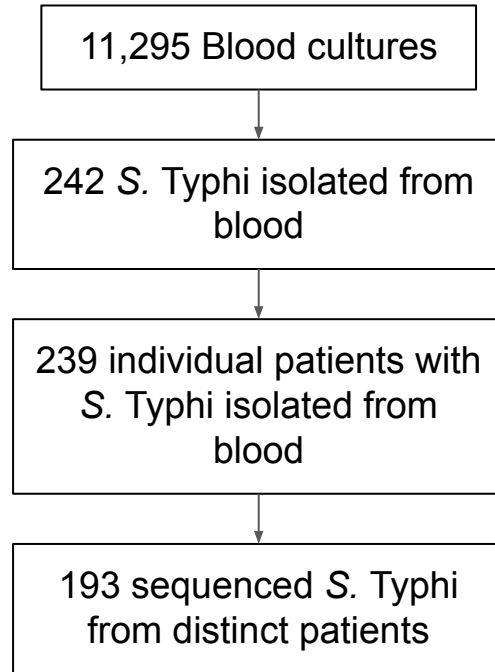 11,295 Blood cultures
242 S. Typhi isolated from
blood
239 individual patients with
S. Typhi isolated from
blood
193 sequenced S. Typhi
from distinct patients